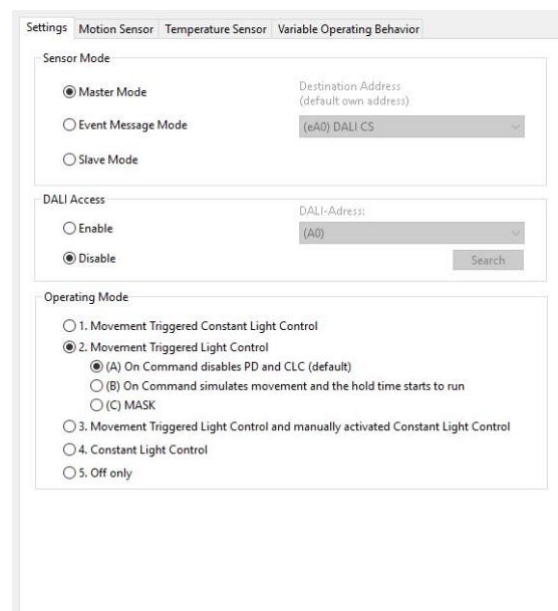 Settings Motion Sensor Temperature Sensor Variable Operating Behavior
Sensor Mode
Master Mode
Destination Address
(default own address)
Event Message Mode
(eA0) DALI CS
Slave Mode
DALI Access
DALI-Adress:
Enable
(A0)
Disable
Search
Operating Mode
1. Movement Triggered Constant Light Control
2. Movement Triggered Light Control
(A) On Command disables PD and CLC (default)
(B) On Command simulates movement and the hold time starts to run
(C) MASK
3. Movement Triggered Light Control and manually activated Constant Light Control
4. Constant Light Control
5. Off only